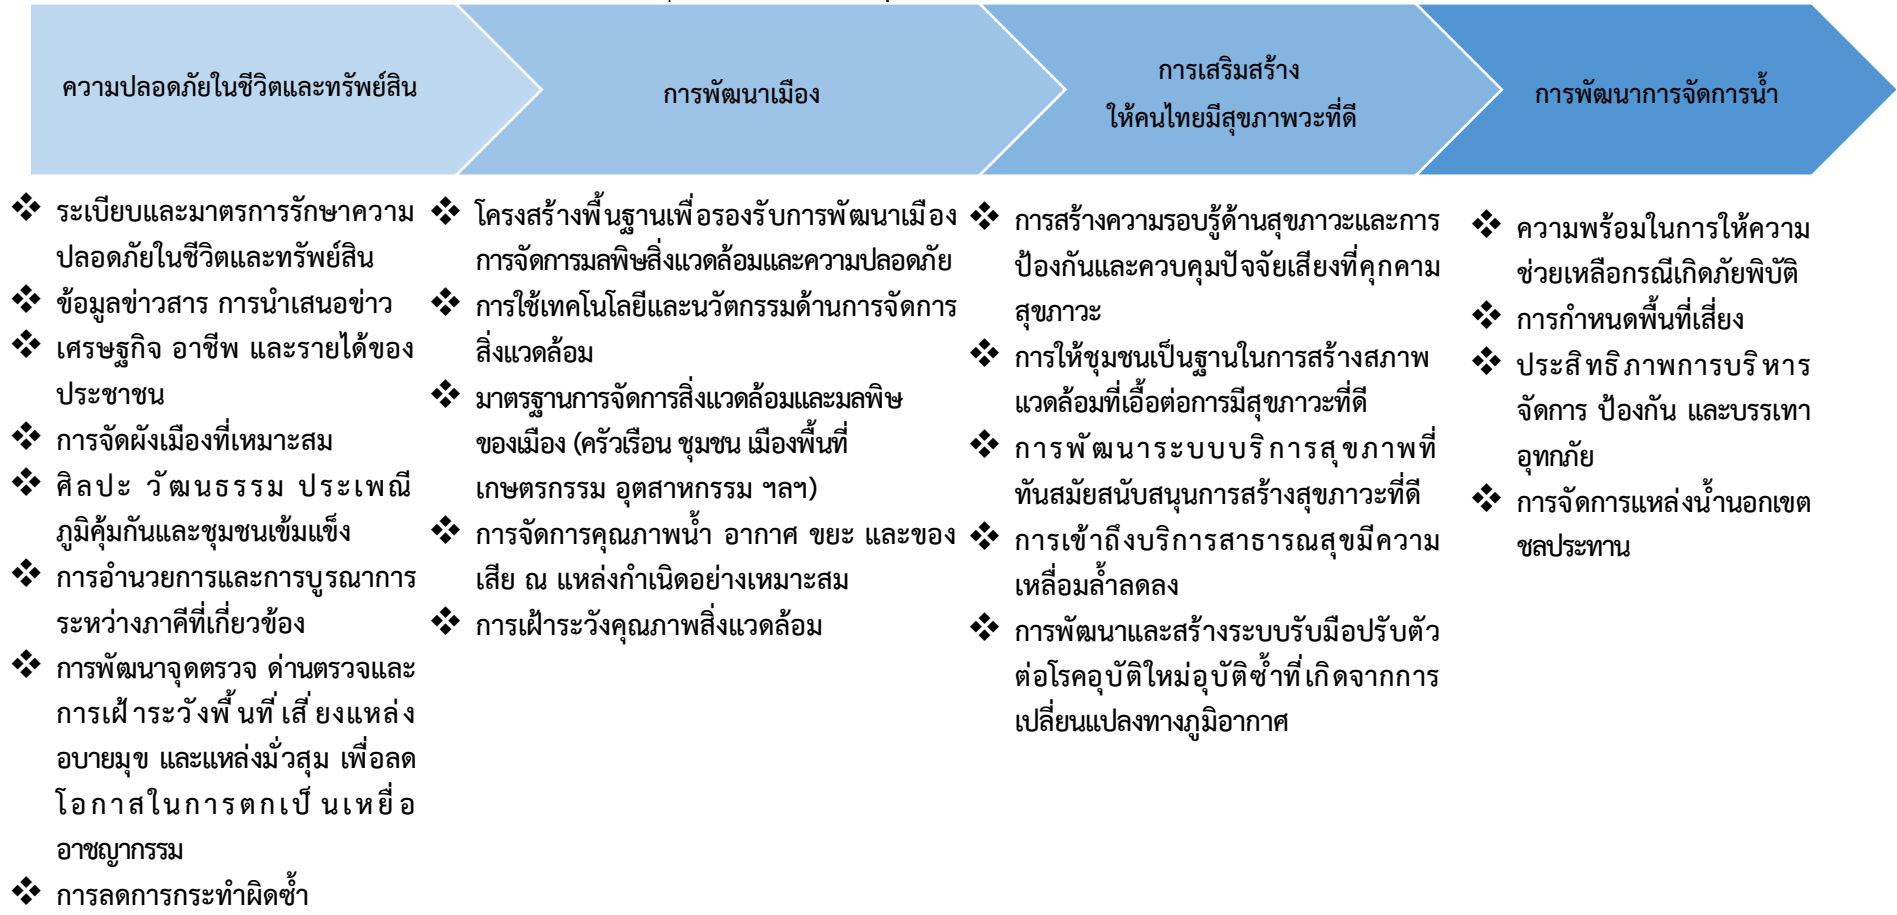 ความปลอดภัยในชีวิตและทรัพย์สิน
การพัฒนาเมือง
การเสริมสร้าง
ให้คนไทยมีสุขภาพวะที่ดี
การพัฒนาการจัดการน้ำ
❖ ระเบียบและมาตรการรักษาความ
ปลอดภัยในชีวิตและทรัพย์สิน
❖ ข้อมูลข่าวสาร การนำเสนอข่าว
❖ เศรษฐกิจ อาชีพ และรายได้ของ
ประชาชน
❖ การจัดผังเมืองที่เหมาะสม
❖ ศิลปะ วัฒนธรรม ประเพณี
ภูมิคุ้มกันและชุมชนเข้มแข็ง
❖ การอำนวยการและการบูรณาการ
ระหว่างภาคีที่เกี่ยวข้อง
❖ การพัฒนาจุดตรวจ ด่านตรวจและ
การเฝ้าระวังพื้นที่เสี่ยงแหล่ง
อบายมุข และแหล่งมั่วสุม เพื่อลด
โอกาสในการตกเป็นเหยื่อ
อาชญากรรม
❖ การลดการกระทำผิดซ้ำ
❖ โครงสร้างพื้นฐานเพื่อรองรับการพัฒนาเมือง
การจัดการมลพิษสิ่งแวดล้อมและความปลอดภัย
❖ การใช้เทคโนโลยีและนวัตกรรมด้านการจัดการ
สิ่งแวดล้อม
❖ มาตรฐานการจัดการสิ่งแวดล้อมและมลพิษ
ของเมือง (ครัวเรือน ชุมชน เมืองพื้นที่
เกษตรกรรม อุตสาหกรรม ฯลฯ)
❖ การจัดการคุณภาพน้ำ อากาศ ขยะ และของ
เสีย ณ แหล่งกำเนิดอย่างเหมาะสม
❖ การเฝ้าระวังคุณภาพสิ่งแวดล้อม
❖ การสร้างความรอบรู้ด้านสุขภาวะและการ
ป้องกันและควบคุมปัจจัยเสียงที่คุกคาม
สุขภาวะ
❖ การให้ชุมชนเป็นฐานในการสร้างสภาพ
แวดล้อมที่เอื้อต่อการมีสุขภาวะที่ดี
❖ การพัฒนาระบบบริการสุขภาพที่
ทันสมัยสนับสนุนการสร้างสุขภาวะที่ดี
❖ การเข้าถึงบริการสาธารณสุขมีความ
เหลื่อมล้ำลดลง
❖ การพัฒนาและสร้างระบบรับมือปรับตัว
ต่อโรคอุบัติใหม่อุบัติซ้ำที่เกิดจากการ
เปลี่ยนแปลงทางภูมิอากาศ
❖ ความพร้อมในการให้ความ
ช่วยเหลือกรณีเกิดภัยพิบัติ
❖ การกำหนดพื้นที่เสี่ยง
❖ ประสิทธิภาพการบริหาร
จัดการ ป้องกัน และบรรเทา
อุทกภัย
❖ การจัดการแหล่งน้ำนอกเขต
ชลประทาน